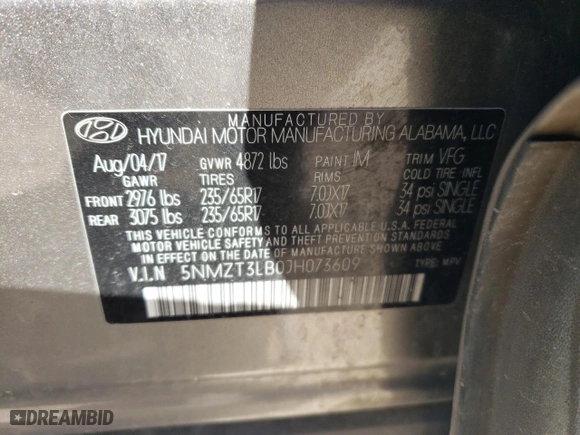 MANUFACTURED BY
HYUNDAI MOTOR MANUFACTURING ALABAMA, LLC
Aug/04/17 GVWR 4872 lbs PAINT IM TRIM VFG
GAWR TIRES RIMS COLD TIRE INFL
FRONT 2976 lbs 235/65R17 7.0JX17 34 psi SINGLE
REAR 3075 lbs 235/65R17 7.0JX17 34 psi SINGLE
THIS VEHICLE CONFORMS TO ALL APPLICABLE U.S.A FEDERAL
MOTOR VEHICLE SAFETY, BUMPER, AND THEFT PREVENTION STANDARDS
IN EFFECT ON THE DATE OF MANUFACTURE SHOWN ABOVE.
V.I.N 5NMZT3LB0JH073609 TYPE: MPV
DREAMBID